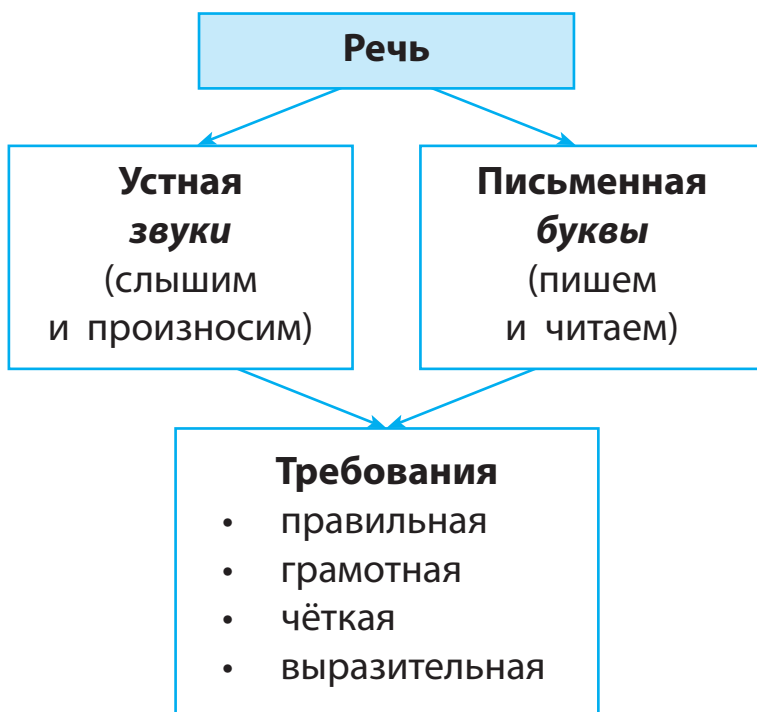 Речь
Устная
звуки
(слышим
и произносим)
Письменная
буквы
(пишем
и читаем)
Требования
• правильная
• грамотная
• чёткая
• выразительная